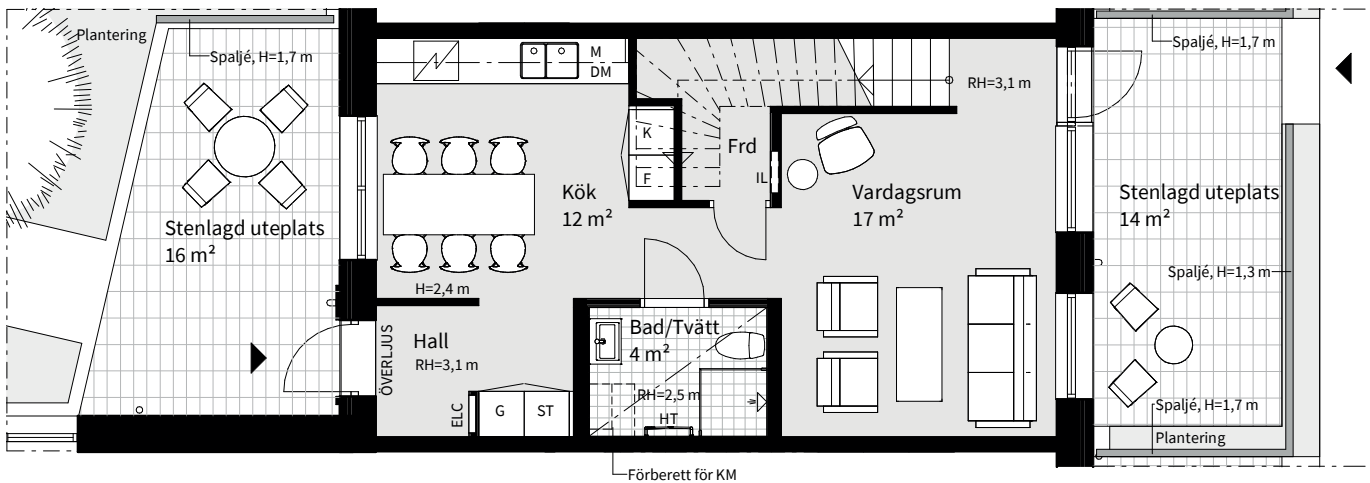 Plantering
Spaljé, H=1,7 m
Stenlagd uteplats
16 m²
M
DM
K
F
Kök
12 m²
H=2,4 m
Frd
IL
RH=3,1 m
Vardagsrum
17 m²
Spaljé, H=1,7 m
Stenlagd uteplats
14 m²
Spaljé, H=1,3 m
Spaljé, H=1,7 m
Plantering
ÖVERLJUS
Hall
RH=3,1 m
ELC
G
ST
Bad/Tvätt
4 m²
RH=2,5 m
HT
Förberett för KM